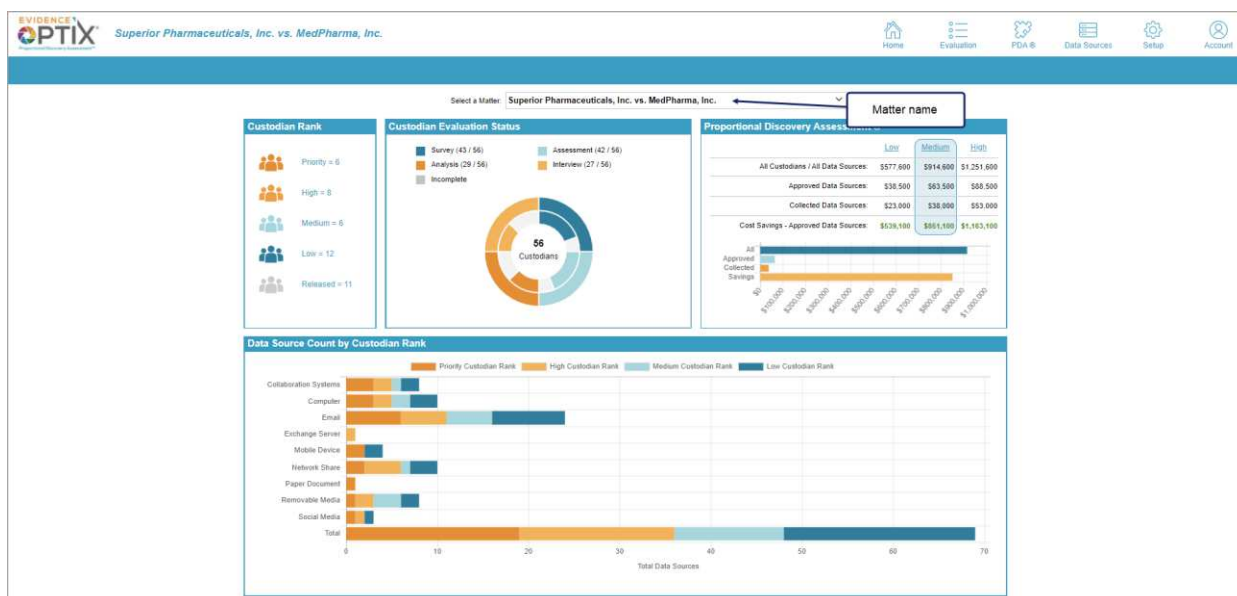 EVIDENCE
OPTIX
Proportional Discovery Assessment
Superior Pharmaceuticals, Inc. vs. MedPharma, Inc.
Home
Evaluation
PDA ®
Data Sources
Setup
Account
Select a Matter: Superior Pharmaceuticals, Inc. vs. MedPharma, Inc.
Matter name
Custodian Rank
Priority = 6
High = 8
Medium = 6
Low = 12
Released = 11
Custodian Evaluation Status
Survey (43 / 56)
Assessment (42 / 56)
Analysis (29 / 56)
Interview (27 / 56)
Incomplete
56
Custodians
Proportional Discovery Assessment
Low Medium High
All Custodians / All Data Sources: $577,600 $914,600 $1,251,600
Approved Data Sources: $38,500 $63,500 $88,500
Collected Data Sources: $23,000 $38,000 $53,000
Cost Savings - Approved Data Sources: $539,100 $851,100 $1,163,100
All
Approved
Collected
Savings
$0
$100,000
$200,000
$300,000
$400,000
$500,000
$600,000
$700,000
$800,000
$900,000
$1,000,000
Data Source Count by Custodian Rank
Priority Custodian Rank
High Custodian Rank
Medium Custodian Rank
Low Custodian Rank
Collaboration Systems
Computer
Email
Exchange Server
Mobile Device
Network Share
Paper Document
Removable Media
Social Media
Total
0 10 20 30 40 50 60 70
Total Data Sources